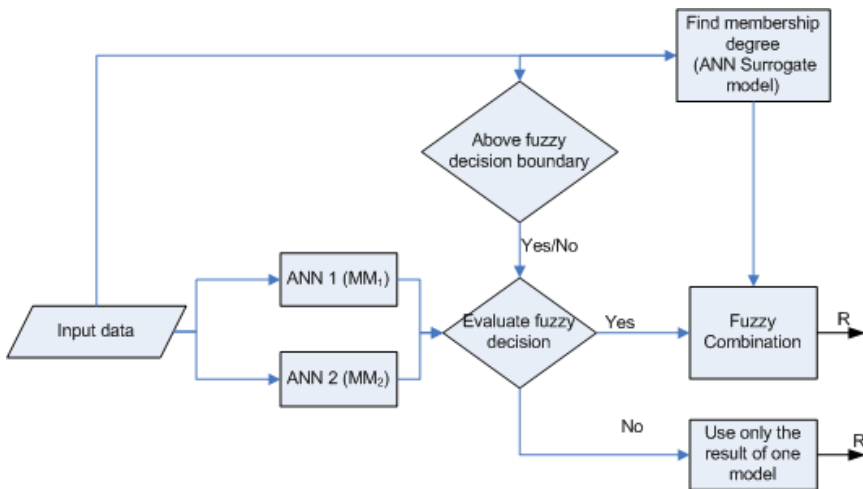 Find membership
degree
(ANN Surrogate
model)
Above fuzzy
decision boundary
Yes/No
ANN 1 (MM₁)
Input data
Evaluate fuzzy
decision
Yes
Fuzzy
Combination
R
ANN 2 (MM₂)
No
Use only the
result of one
model
R